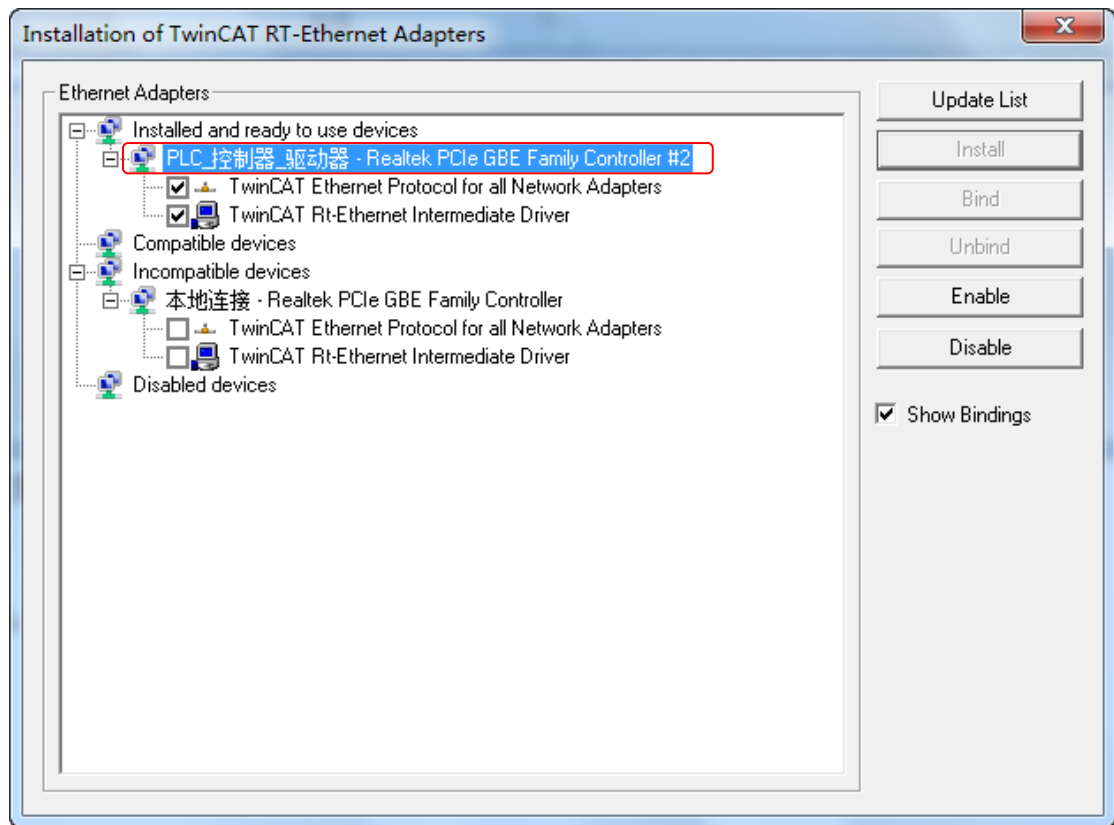 Installation of TwinCAT RT-Ethernet Adapters
Ethernet Adapters
Installed and ready to use devices
PLC_控制器_驱动器 - Realtek PCIe GBE Family Controller #2
TwinCAT Ethernet Protocol for all Network Adapters
TwinCAT Rt-Ethernet Intermediate Driver
Compatible devices
Incompatible devices
本地连接 - Realtek PCIe GBE Family Controller
TwinCAT Ethernet Protocol for all Network Adapters
TwinCAT Rt-Ethernet Intermediate Driver
Disabled devices
Update List
Install
Bind
Unbind
Enable
Disable
Show Bindings